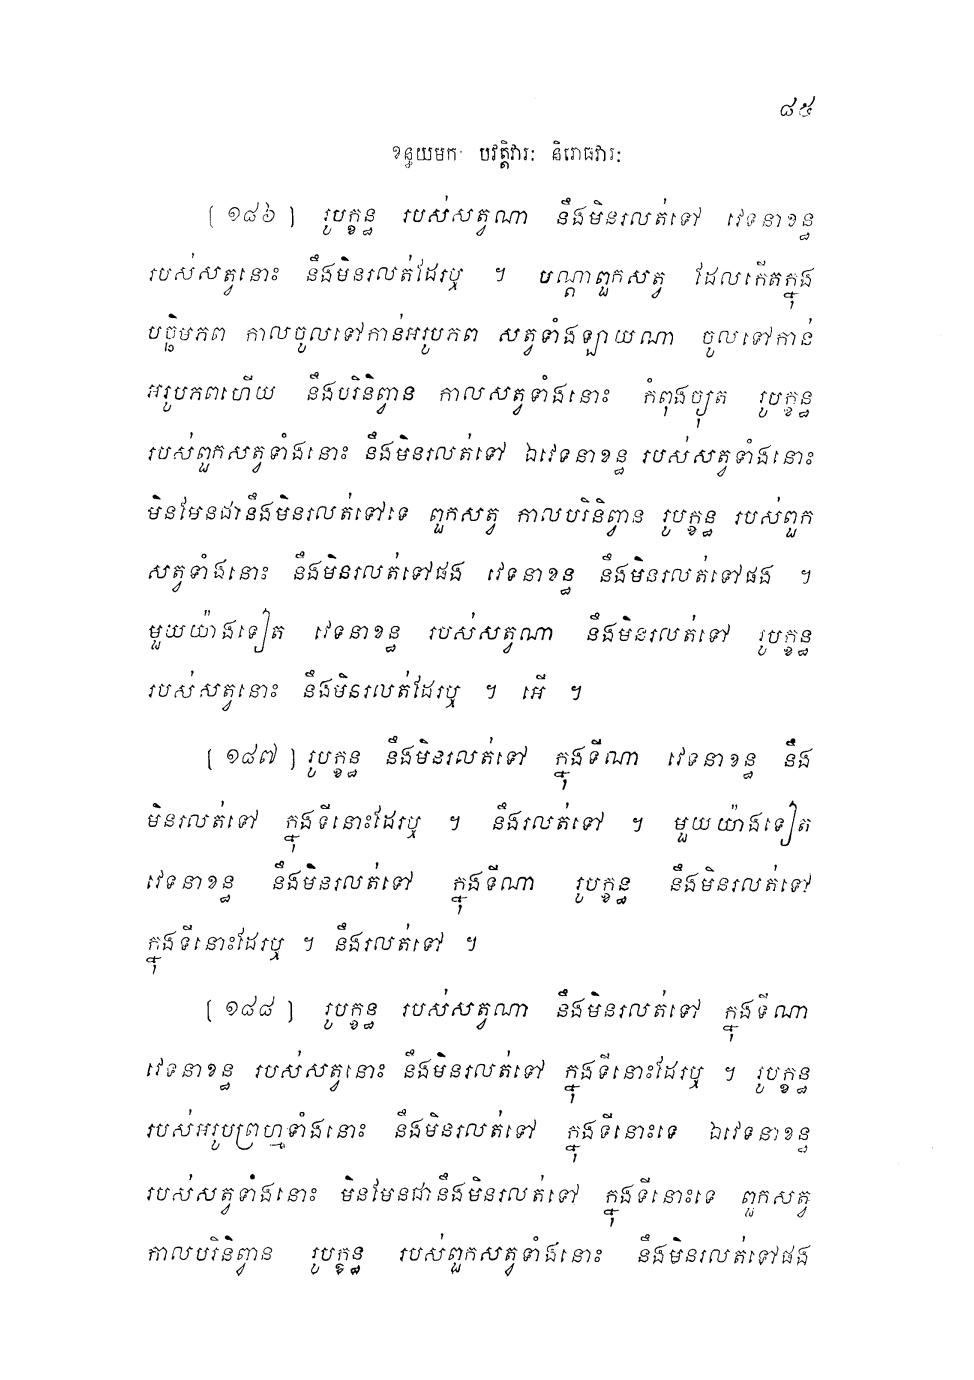 ៨៥
ខន្ធយមកៈ បវត្តិវារៈ និរោធវារៈ
[ ១៨៦ ] រូបក្ខន្ធ របស់សត្វណា នឹងមិនរលត់ទៅ វេទនាខន្ធ
របស់សត្វនោះ នឹងមិនរលត់ដែរឬ ។ បណ្តាពួកសត្វ ដែលកើតក្នុង
បច្ឆិមភព កាលចូលទៅកាន់អរូបភព សត្វទាំងឡាយណា ចូលទៅកាន់
អរូបភពហើយ នឹងបរិនិព្វាន កាលសត្វទាំងនោះ កំពុងច្យុត រូបក្ខន្ធ
របស់ពួកសត្វទាំងនោះ នឹងមិនរលត់ទៅ ឯវេទនាខន្ធ របស់សត្វទាំងនោះ
មិនមែនជានឹងមិនរលត់ទៅទេ ពួកសត្វ កាលបរិនិព្វាន រូបក្ខន្ធ របស់ពួក
សត្វទាំងនោះ នឹងមិនរលត់ទៅផង វេទនាខន្ធ នឹងមិនរលត់ទៅផង ។
មួយយ៉ាងទៀត វេទនាខន្ធ របស់សត្វណា នឹងមិនរលត់ទៅ រូបក្ខន្ធ
របស់សត្វនោះ នឹងមិនរលត់ដែរឬ ។ អើ ។
[ ១៨៧ ] រូបក្ខន្ធ នឹងមិនរលត់ទៅ ក្នុងទីណា វេទនាខន្ធ នឹង
មិនរលត់ទៅ ក្នុងទីនោះដែរឬ ។ នឹងរលត់ទៅ ។ មួយយ៉ាងទៀត
វេទនាខន្ធ នឹងមិនរលត់ទៅ ក្នុងទីណា រូបក្ខន្ធ នឹងមិនរលត់ទៅ
ក្នុងទីនោះដែរឬ ។ នឹងរលត់ទៅ ។
[ ១៨៨ ] រូបក្ខន្ធ របស់សត្វណា នឹងមិនរលត់ទៅ ក្នុងទីណា
វេទនាខន្ធ របស់សត្វនោះ នឹងមិនរលត់ទៅ ក្នុងទីនោះដែរឬ ។ រូបក្ខន្ធ
របស់អរូបព្រហ្មទាំងនោះ នឹងមិនរលត់ទៅ ក្នុងទីនោះទេ ឯវេទនាខន្ធ
របស់សត្វទាំងនោះ មិនមែនជានឹងមិនរលត់ទៅ ក្នុងទីនោះទេ ពួកសត្វ
កាលបរិនិព្វាន រូបក្ខន្ធ របស់ពួកសត្វទាំងនោះ នឹងមិនរលត់ទៅផង